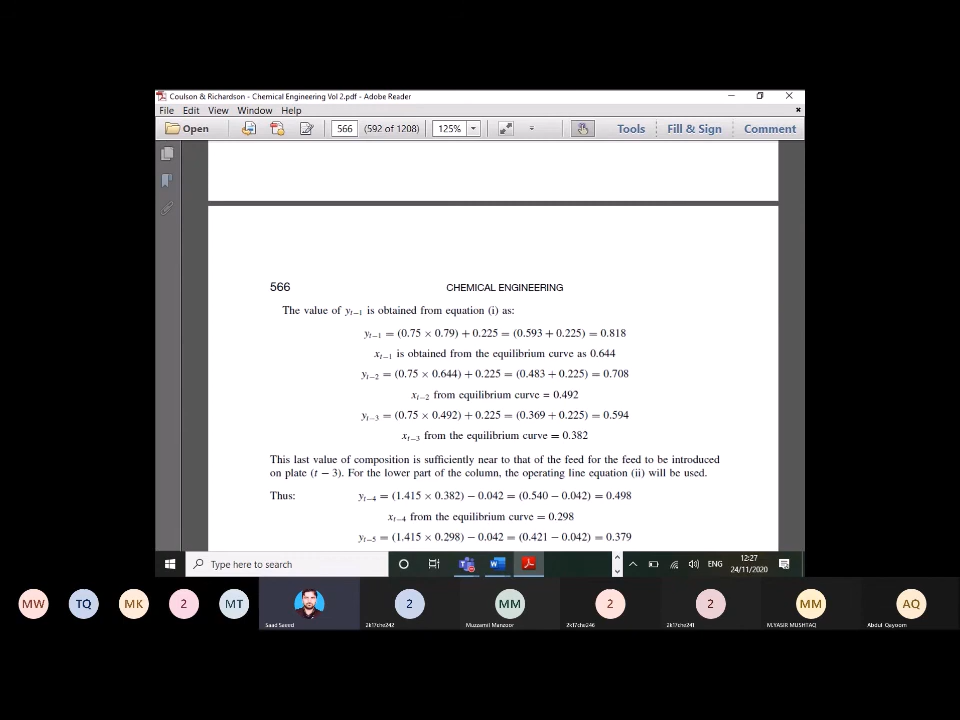 Coulson & Richardson - Chemical Engineering Vol 2.pdf - Adobe Reader
File Edit View Window Help
Open 566 (592 of 1208) 125% Tools Fill & Sign Comment
566 CHEMICAL ENGINEERING
The value of yₜ₋₁ is obtained from equation (i) as:
yₜ₋₁ = (0.75 × 0.79) + 0.225 = (0.593 + 0.225) = 0.818
xₜ₋₁ is obtained from the equilibrium curve as 0.644
yₜ₋₂ = (0.75 × 0.644) + 0.225 = (0.483 + 0.225) = 0.708
xₜ₋₂ from equilibrium curve = 0.492
yₜ₋₃ = (0.75 × 0.492) + 0.225 = (0.369 + 0.225) = 0.594
xₜ₋₃ from the equilibrium curve = 0.382
This last value of composition is sufficiently near to that of the feed for the feed to be introduced
on plate (t − 3). For the lower part of the column, the operating line equation (ii) will be used.
Thus: yₜ₋₄ = (1.415 × 0.382) − 0.042 = (0.540 − 0.042) = 0.498
xₜ₋₄ from the equilibrium curve = 0.298
yₜ₋₅ = (1.415 × 0.298) − 0.042 = (0.421 − 0.042) = 0.379
Type here to search ENG 12:27
24/11/2020
MW TQ MK 2 MT 2 MM 2 2 MM AQ
Saad Saeed 2k17che242 Muzzamil Manzoor 2k17che246 2k17che241 M.YASIR MUSHTAQ Abdul Qayoom